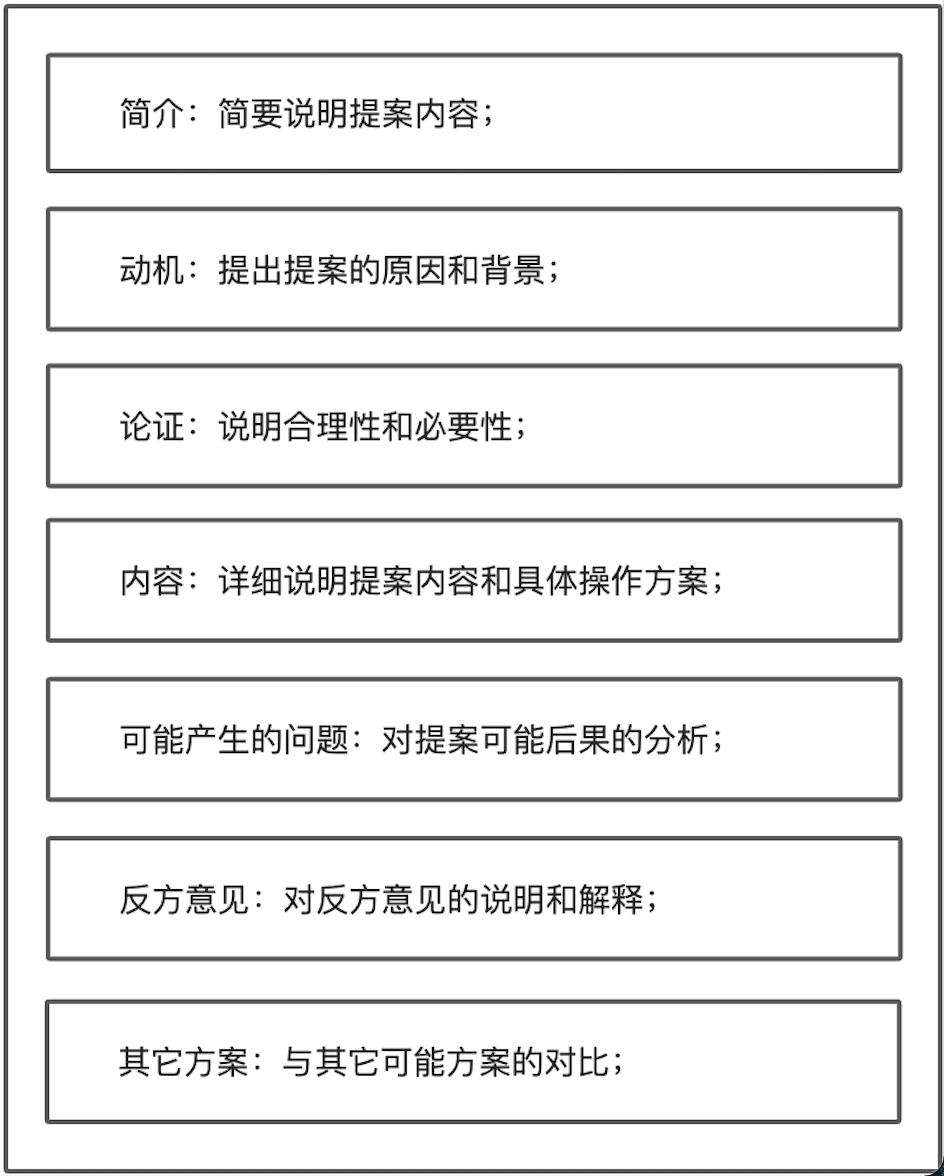 简介：简要说明提案内容；
动机：提出提案的原因和背景；
论证：说明合理性和必要性；
内容：详细说明提案内容和具体操作方案；
可能产生的问题：对提案可能后果的分析；
反方意见：对反方意见的说明和解释；
其它方案：与其它可能方案的对比；